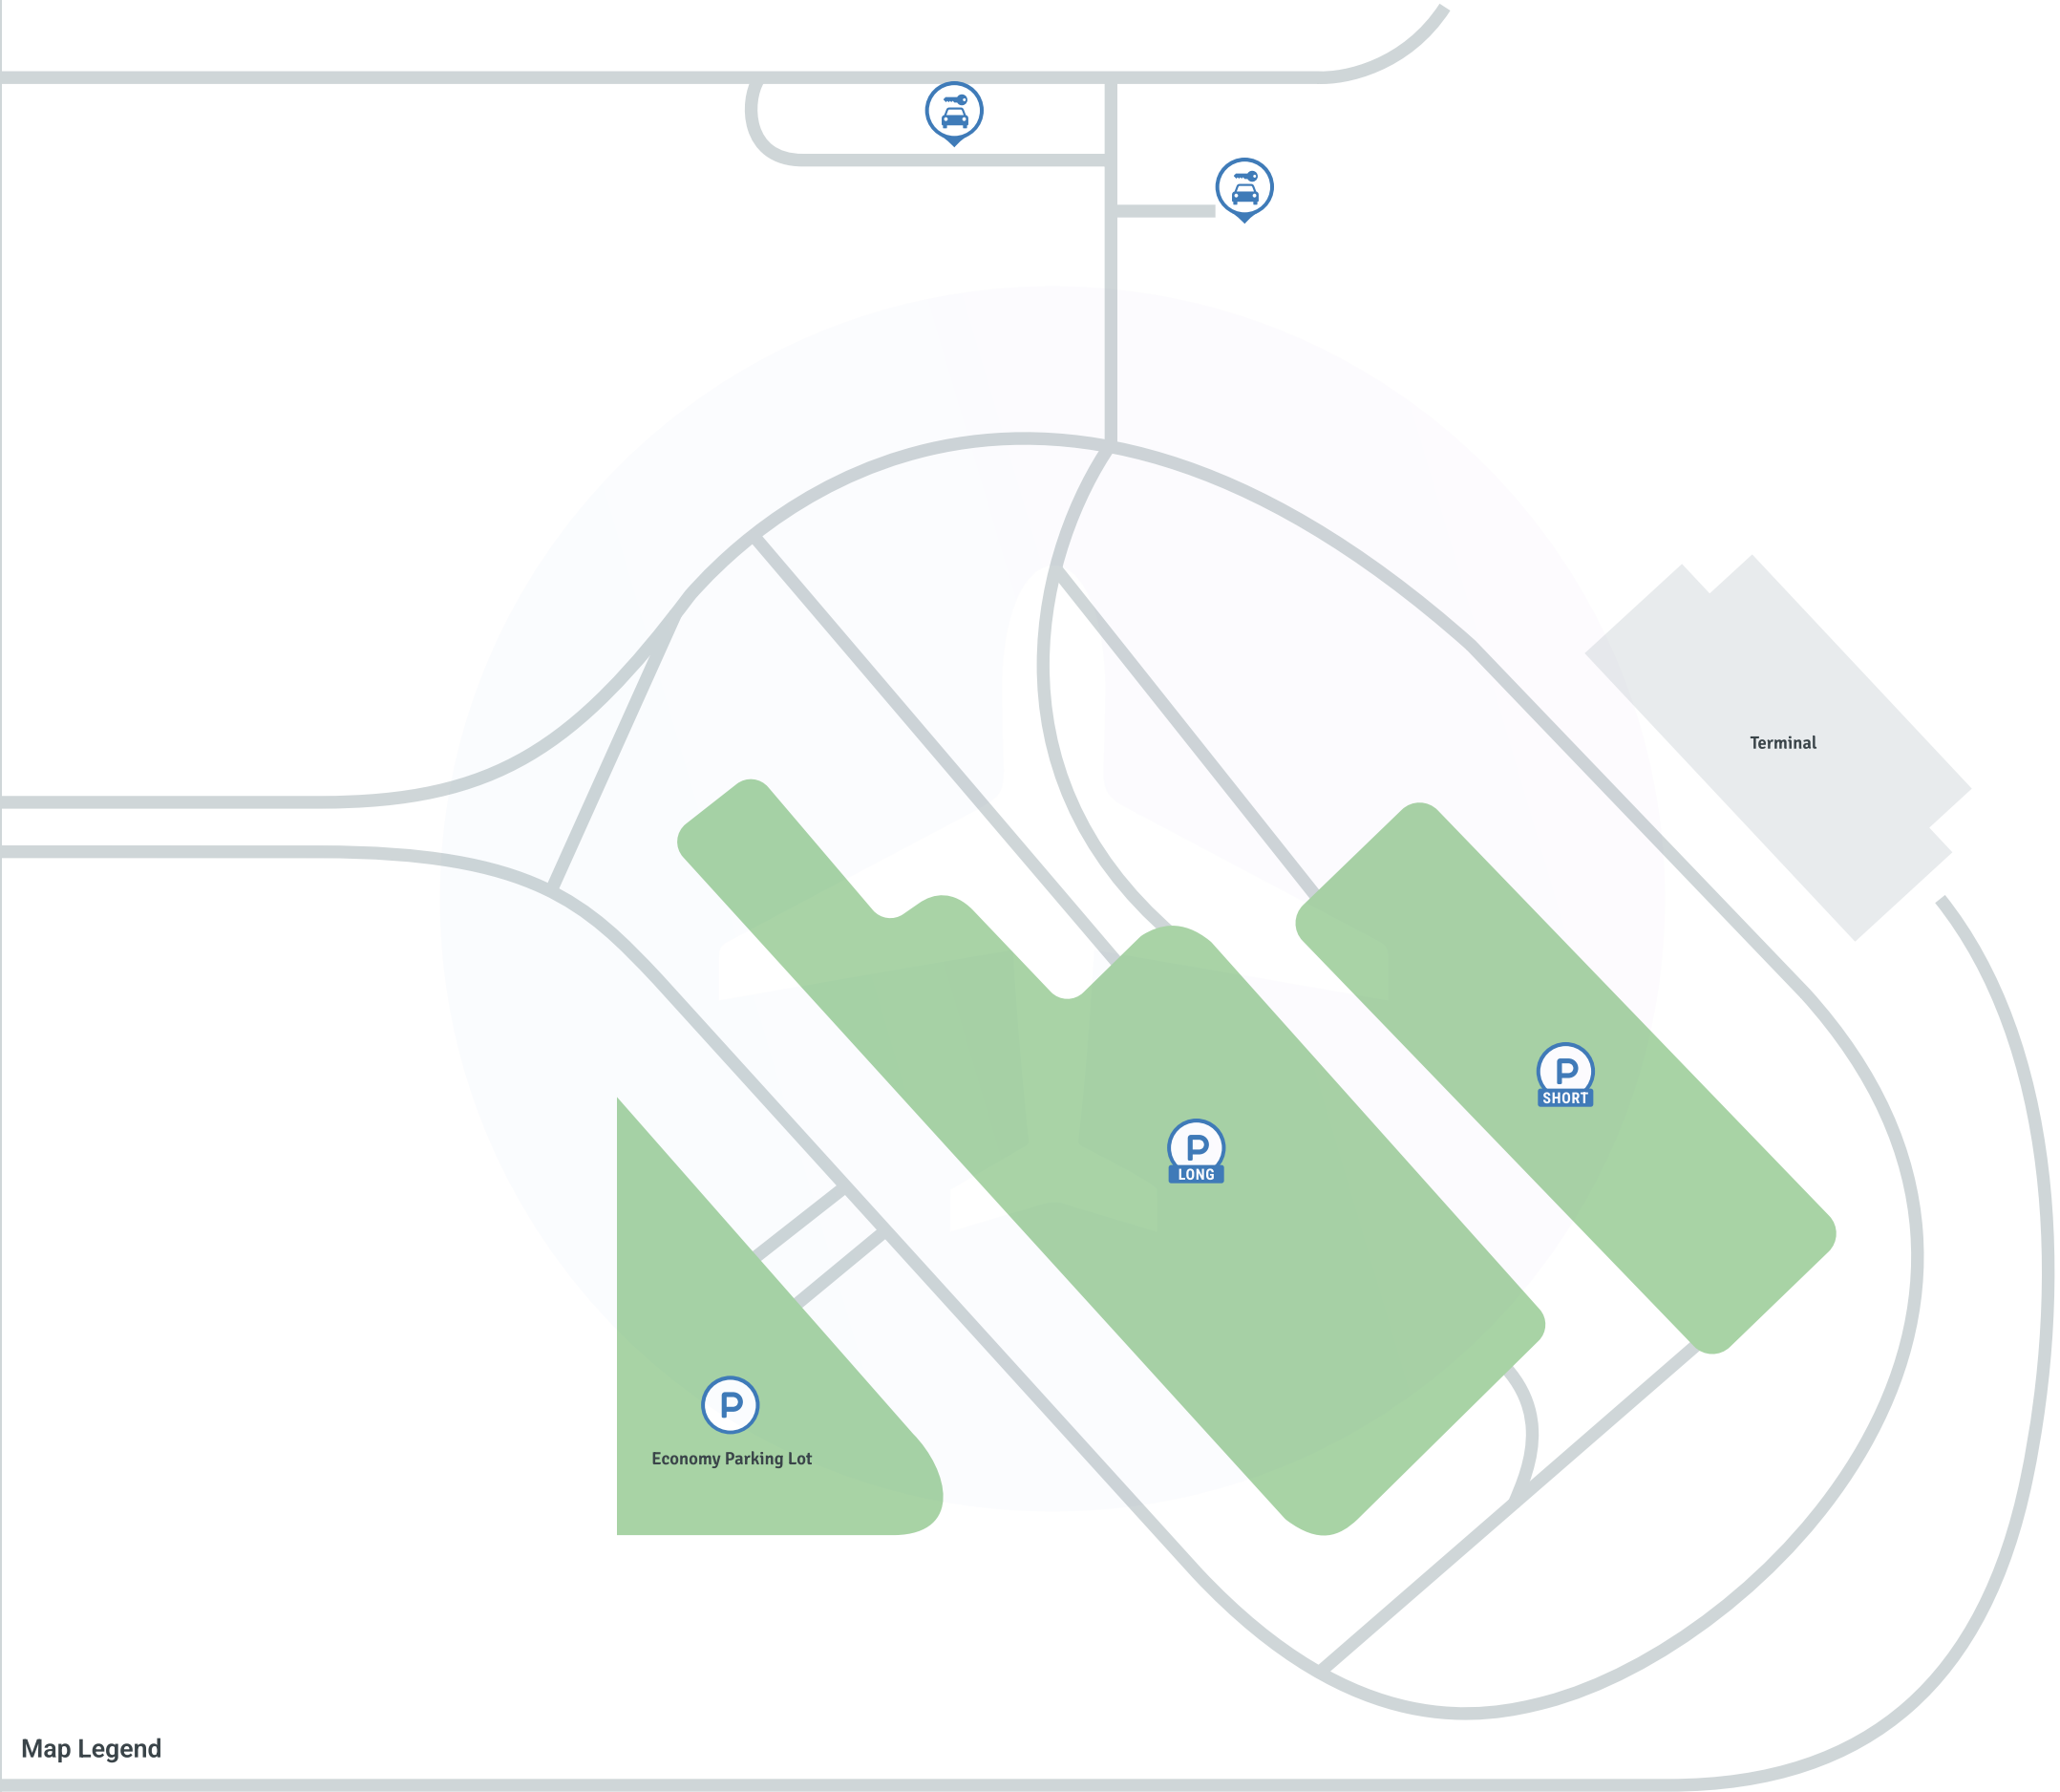 Terminal
P
SHORT
P
LONG
P
Economy Parking Lot
Map Legend